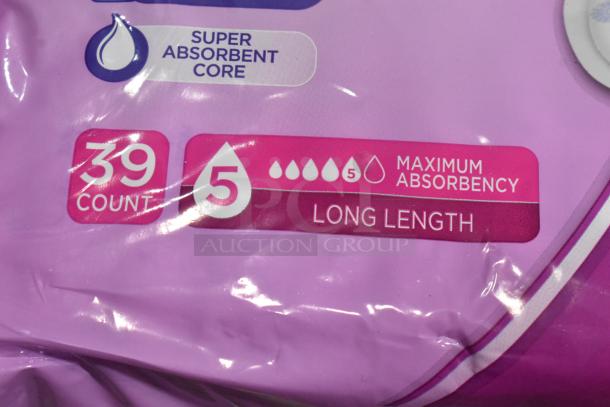 SUPER
ABSORBENT
CORE
39
COUNT
5
5
MAXIMUM
ABSORBENCY
LONG LENGTH
PCI
AUCTION GROUP